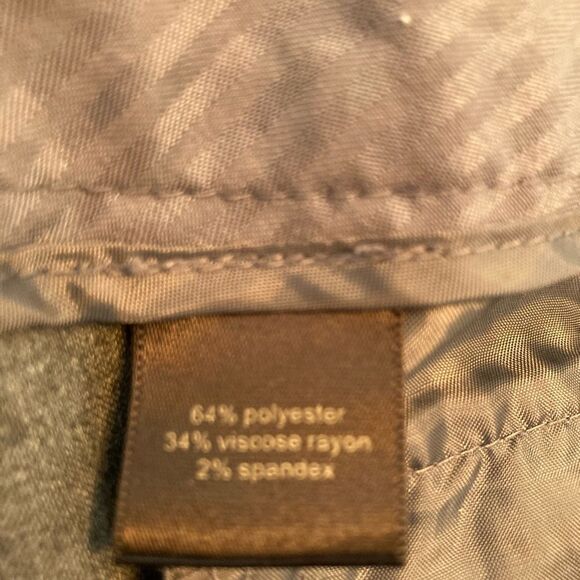 64% polyester
34% viscose rayon
2% spandex